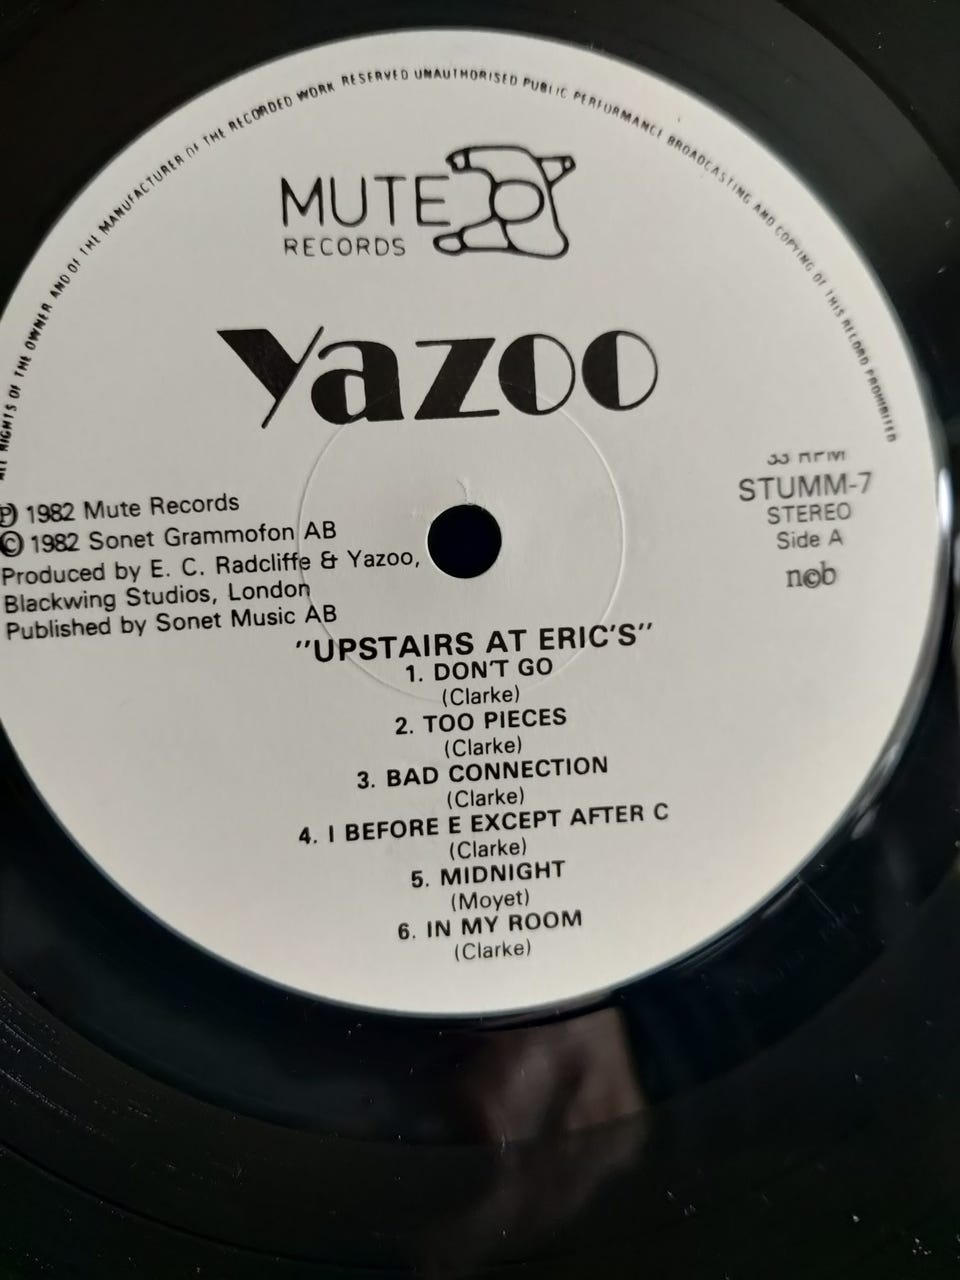 ALL RIGHTS OF THE OWNER AND OF THE MANUFACTURER OF THE RECORDED WORK RESERVED UNAUTHORISED PUBLIC PERFORMANCE BROADCASTING AND COPYING OF THIS RECORD PROHIBITED
MUTE
RECORDS
Yazoo
33 RPM
STUMM-7
STEREO
Side A
n©b
℗ 1982 Mute Records
© 1982 Sonet Grammofon AB
Produced by E. C. Radcliffe & Yazoo,
Blackwing Studios, London
Published by Sonet Music AB
"UPSTAIRS AT ERIC'S"
1. DON'T GO
(Clarke)
2. TOO PIECES
(Clarke)
3. BAD CONNECTION
(Clarke)
4. I BEFORE E EXCEPT AFTER C
(Clarke)
5. MIDNIGHT
(Moyet)
6. IN MY ROOM
(Clarke)